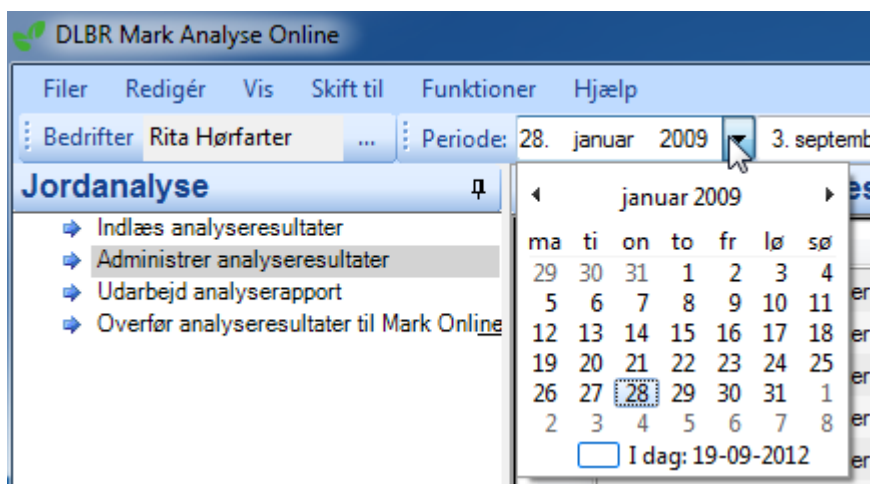 DLBR Mark Analyse Online
Filer Redigér Vis Skift til Funktioner Hjælp
Bedrifter Rita Hørfarter ... Periode: 28. januar 2009 3.
Jordanalyse
Indlæs analyseresultater
Administrer analyseresultater
Udarbejd analyserapport
Overfør analyseresultater til Mark Online
januar 2009
ma ti on to fr lø sø
29 30 31 1 2 3 4
5 6 7 8 9 10 11
12 13 14 15 16 17 18
19 20 21 22 23 24 25
26 27 28 29 30 31 1
2 3 4 5 6 7 8
I dag: 19-09-2012